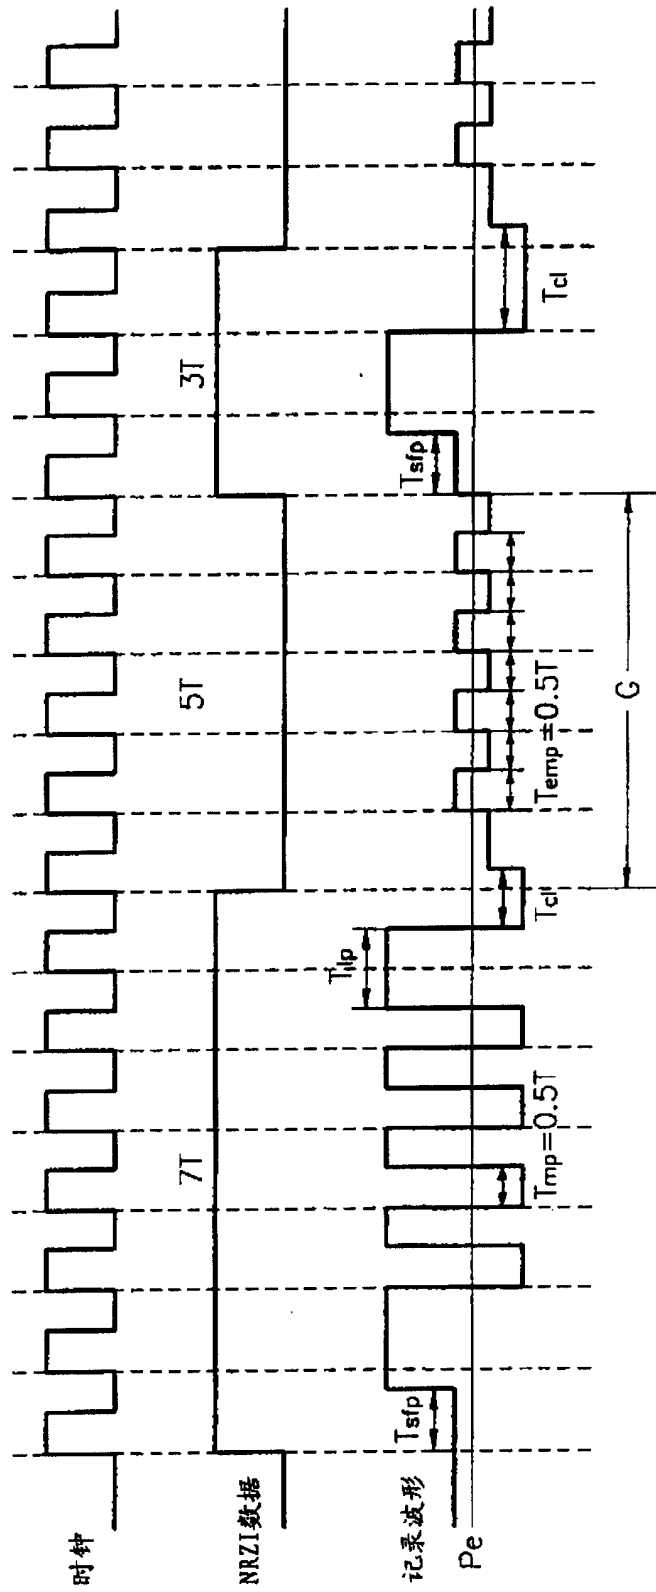 时钟
NRZI数据
7T
5T
3T
记录波形
Pe
Tsfp
Tmp=0.5T
Tlp
Tcl
Temp=0.5T
G
Tsfp
Tcl